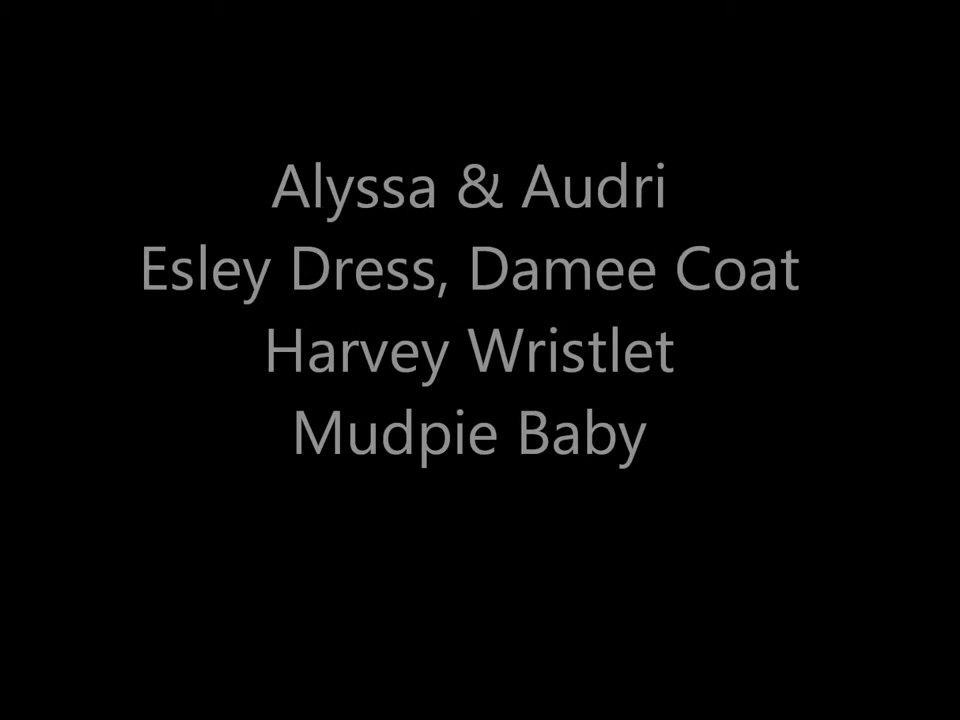 Alyssa & Audri
Esley Dress, Damee Coat
Harvey Wristlet
Mudpie Baby